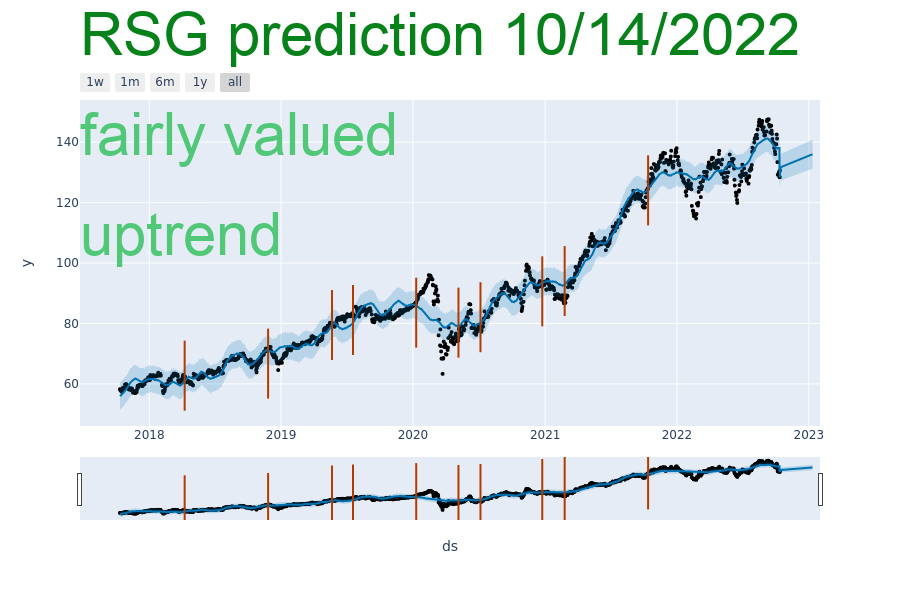 RSG prediction 10/14/2022
1w 1m 6m 1y all
fairly valued
uptrend
140
120
100
80
60
y
2018 2019 2020 2021 2022 2023
ds